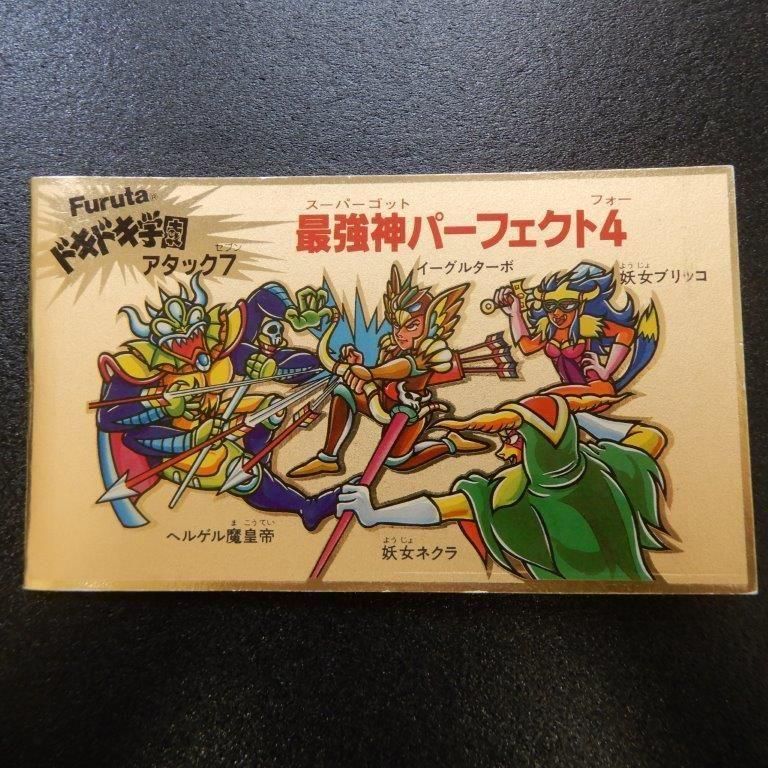 Furuta®
ドキドキ学園
セブン
アタック7
スーパーゴット フォー
最強神パーフェクト4
イーグルターボ
ようじょ
妖女ブリッコ
まこうてい
ヘルゲル魔皇帝
ようじょ
妖女ネクラ